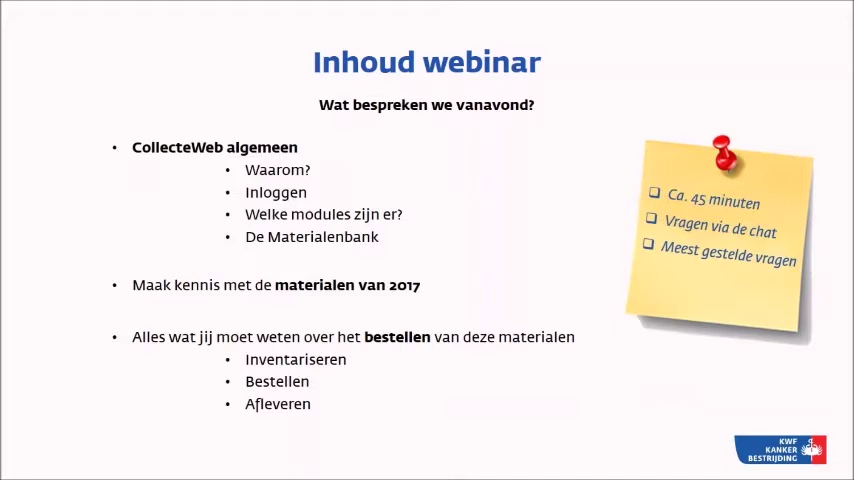 Inhoud webinar
Wat bespreken we vanavond?
• CollecteWeb algemeen
• Waarom?
• Inloggen
• Welke modules zijn er?
• De Materialenbank
• Maak kennis met de materialen van 2017
• Alles wat jij moet weten over het bestellen van deze materialen
• Inventariseren
• Bestellen
• Afleveren
❑ Ca. 45 minuten
❑ Vragen via de chat
❑ Meest gestelde vragen
KWF
KANKER
BESTRIJDING